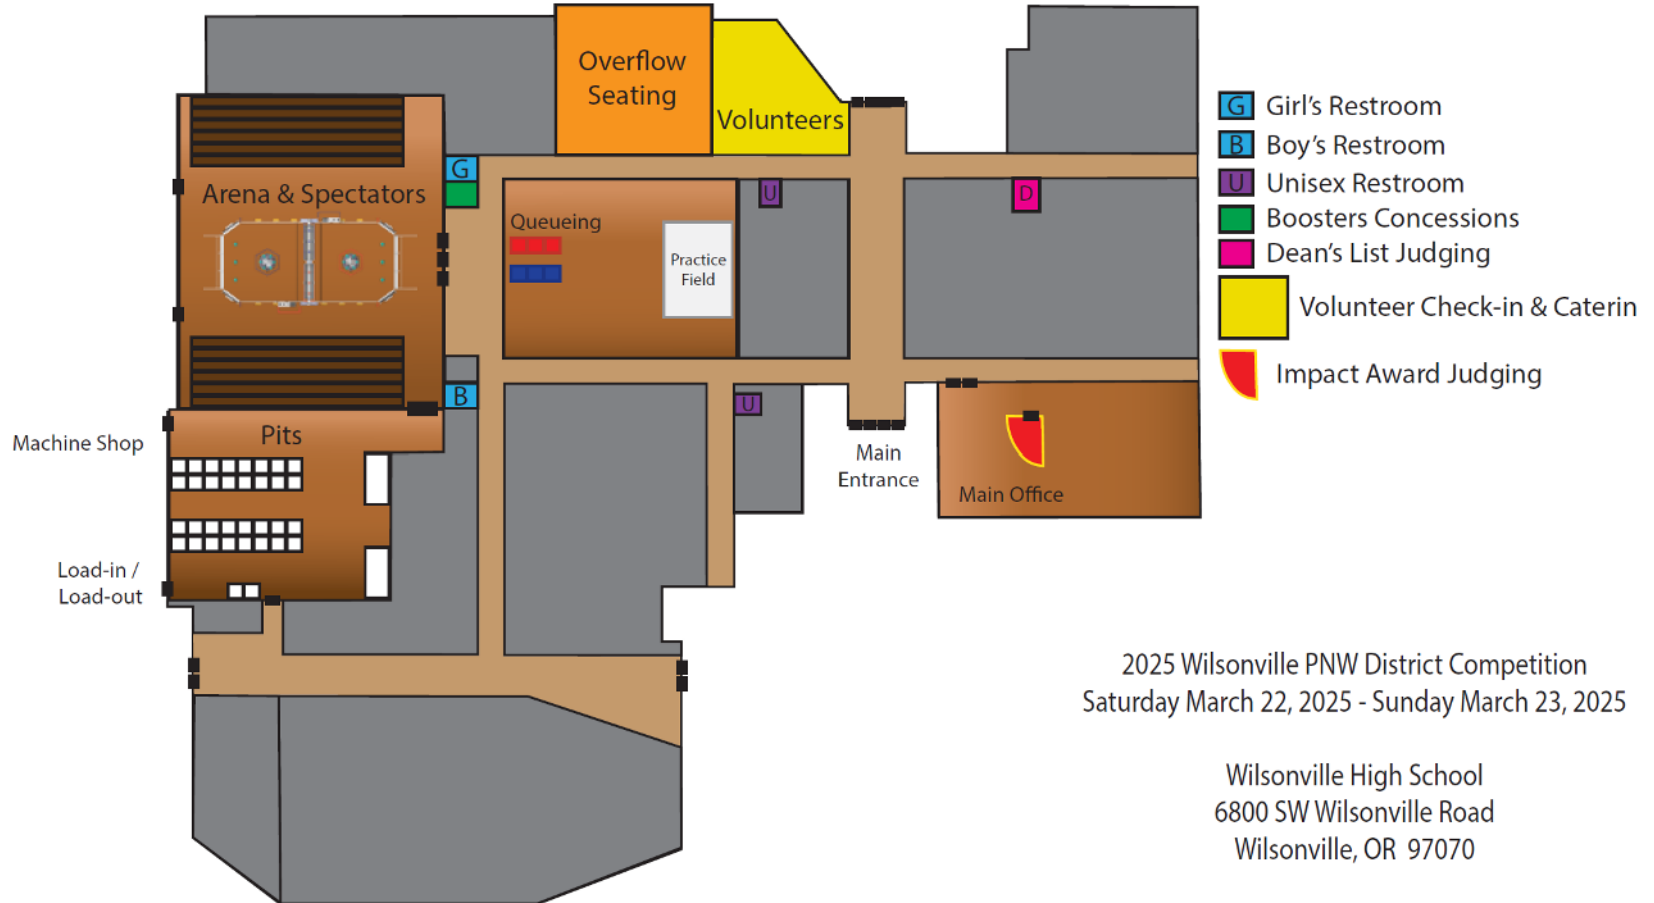 Overflow
Seating
Volunteers
G
Arena & Spectators
Queueing
Practice
Field
U
D
B
U
Pits
Machine Shop
Load-in /
Load-out
Main
Entrance
Main Office
G Girl's Restroom
B Boy's Restroom
U Unisex Restroom
Boosters Concessions
Dean's List Judging
Volunteer Check-in & Caterin
Impact Award Judging
2025 Wilsonville PNW District Competition
Saturday March 22, 2025 - Sunday March 23, 2025
Wilsonville High School
6800 SW Wilsonville Road
Wilsonville, OR 97070